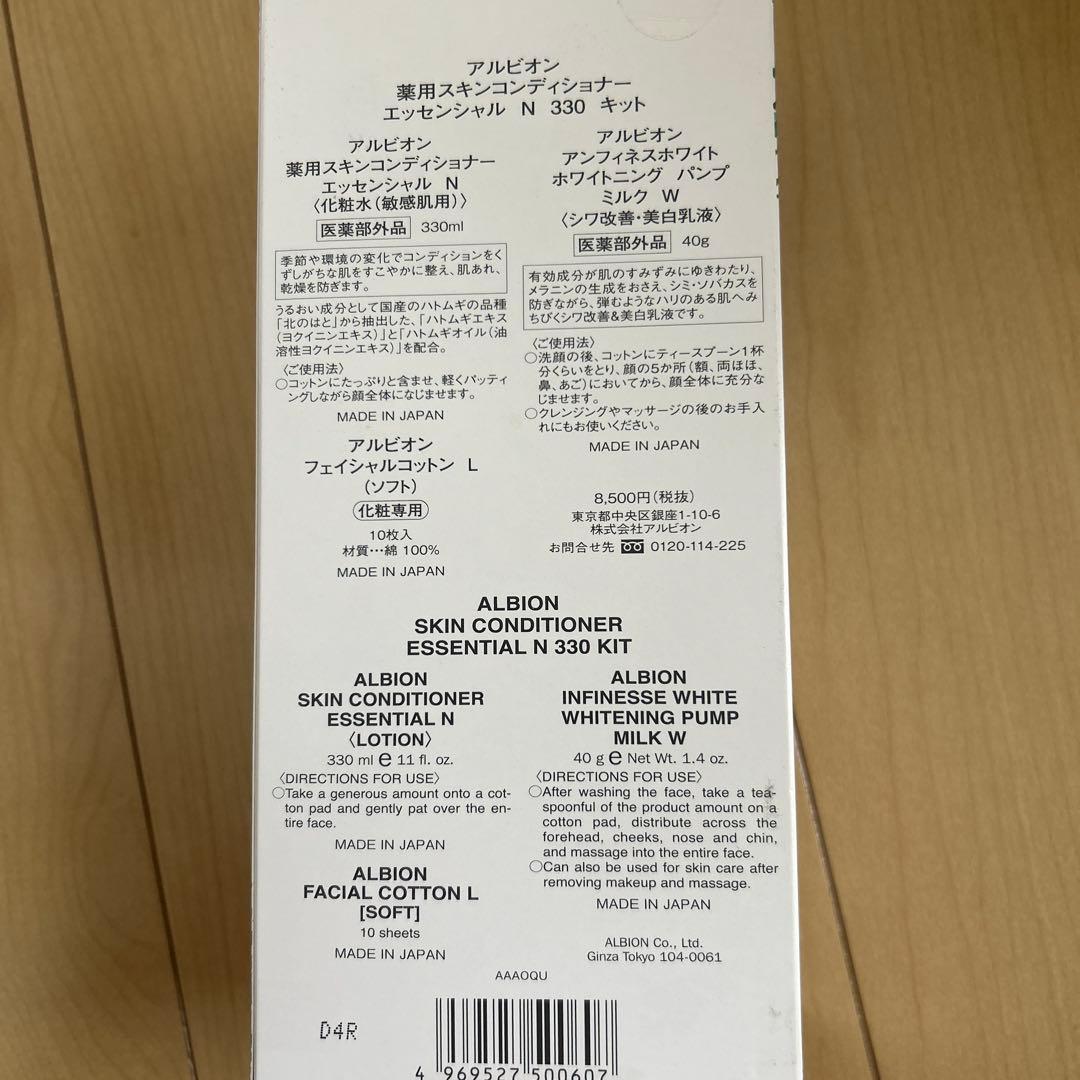 アルビオン
薬用スキンコンディショナー
エッセンシャル N 330 キット
アルビオン
薬用スキンコンディショナー
エッセンシャル N
〈化粧水(敏感肌用)〉
医薬部外品 330ml
季節や環境の変化でコンディションをく
ずしがちな肌をすこやかに整え、肌あれ、
乾燥を防ぎます。
うるおい成分として国産のハトムギの品種
「北のはと」から抽出した、「ハトムギエキス
(ヨクイニンエキス)」と「ハトムギオイル(油
溶性ヨクイニンエキス)」を配合。
〈ご使用法〉
○コットンにたっぷりと含ませ、軽くパッティ
ングしながら顔全体になじませます。
MADE IN JAPAN
アルビオン
フェイシャルコットン L
(ソフト)
化粧専用
10枚入
材質…綿 100%
MADE IN JAPAN
アルビオン
アンフィネスホワイト
ホワイトニング パンプ
ミルク W
〈シワ改善・美白乳液〉
医薬部外品 40g
有効成分が肌のすみずみにゆきわたり、
メラニンの生成をおさえ、シミ・ソバカスを
防ぎながら、弾むようなハリのある肌へみ
ちびくシワ改善&美白乳液です。
〈ご使用法〉
○洗顔の後、コットンにティースプーン1杯
分くらいをとり、顔の5か所(額、両ほほ、
鼻、あご)においてから、顔全体に充分な
じませます。
○クレンジングやマッサージの後のお手入
れにもお使いください。
MADE IN JAPAN
8,500円(税抜)
東京都中央区銀座1-10-6
株式会社アルビオン
お問合せ先 0120-114-225
ALBION
SKIN CONDITIONER
ESSENTIAL N 330 KIT
ALBION
SKIN CONDITIONER
ESSENTIAL N
〈LOTION〉
330 ml e 11 fl. oz.
〈DIRECTIONS FOR USE〉
○Take a generous amount onto a cot-
ton pad and gently pat over the en-
tire face.
MADE IN JAPAN
ALBION
FACIAL COTTON L
[SOFT]
10 sheets
MADE IN JAPAN
ALBION
INFINESSE WHITE
WHITENING PUMP
MILK W
40 g e Net Wt. 1.4 oz.
〈DIRECTIONS FOR USE〉
○After washing the face, take a tea-
spoonful of the product amount on a
cotton pad, distribute across the
forehead, cheeks, nose and chin,
and massage into the entire face.
○Can also be used for skin care after
removing makeup and massage.
MADE IN JAPAN
ALBION Co., Ltd.
Ginza Tokyo 104-0061
AAAOQU
D4R
4 969527 500607